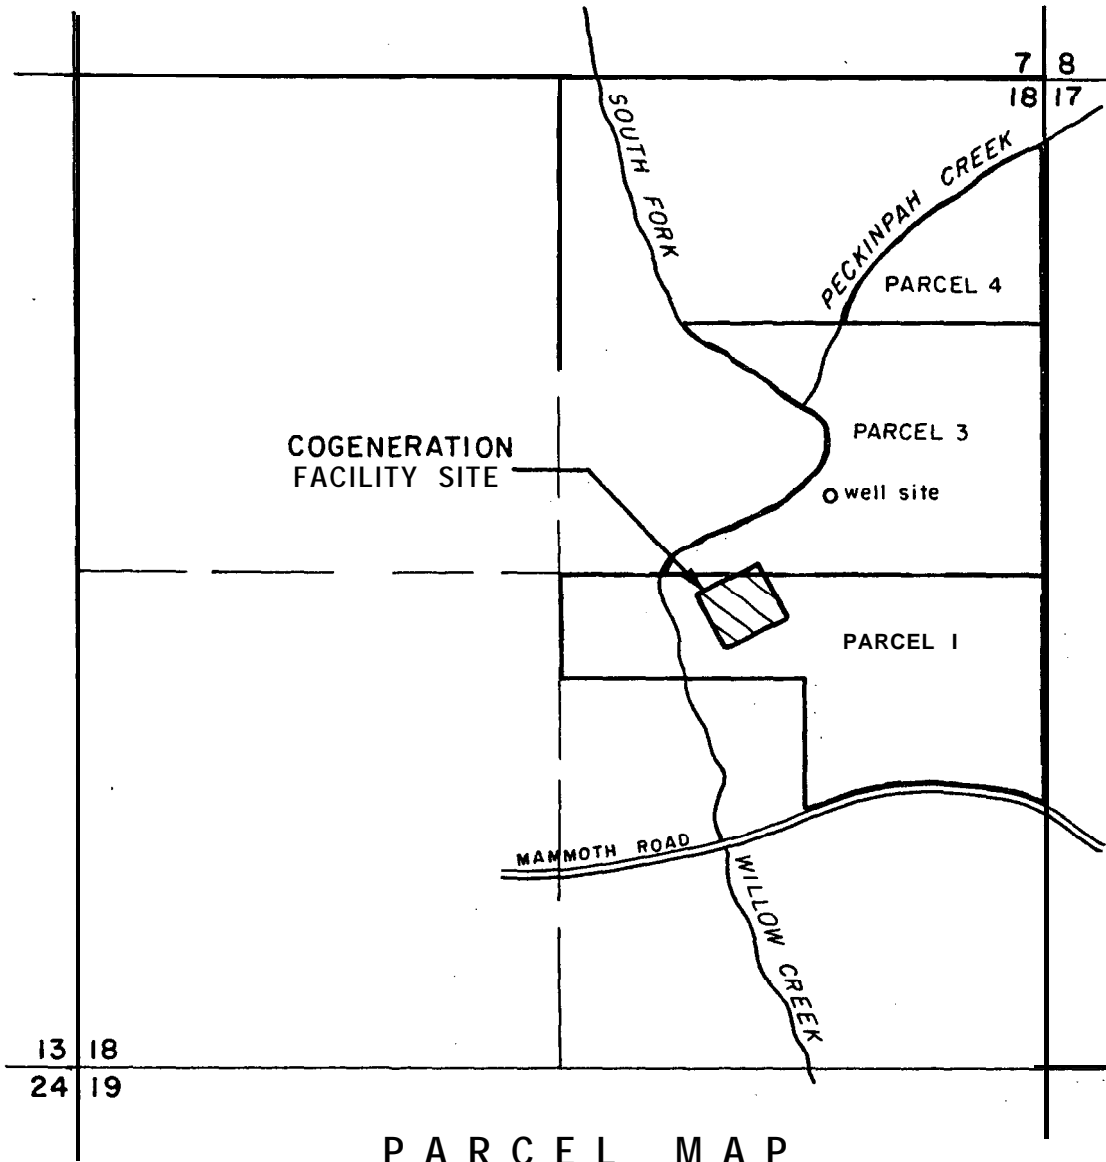 7 8
18 17
SOUTH FORK
PECKINPAH CREEK
PARCEL 4
PARCEL 3
COGENERATION
FACILITY SITE
well site
PARCEL 1
MAMMOTH ROAD
WILLOW CREEK
13 18
24 19
PARCEL MAP